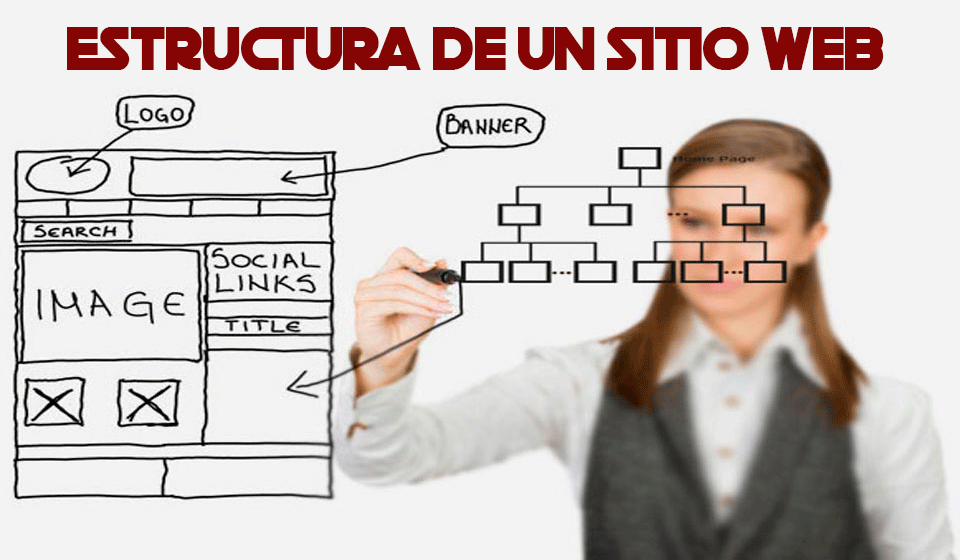 ESTRUCTURA DE UN SITIO WEB
LOGO
BANNER
Home Page
SEARCH
SOCIAL
LINKS
IMAGE
TITLE